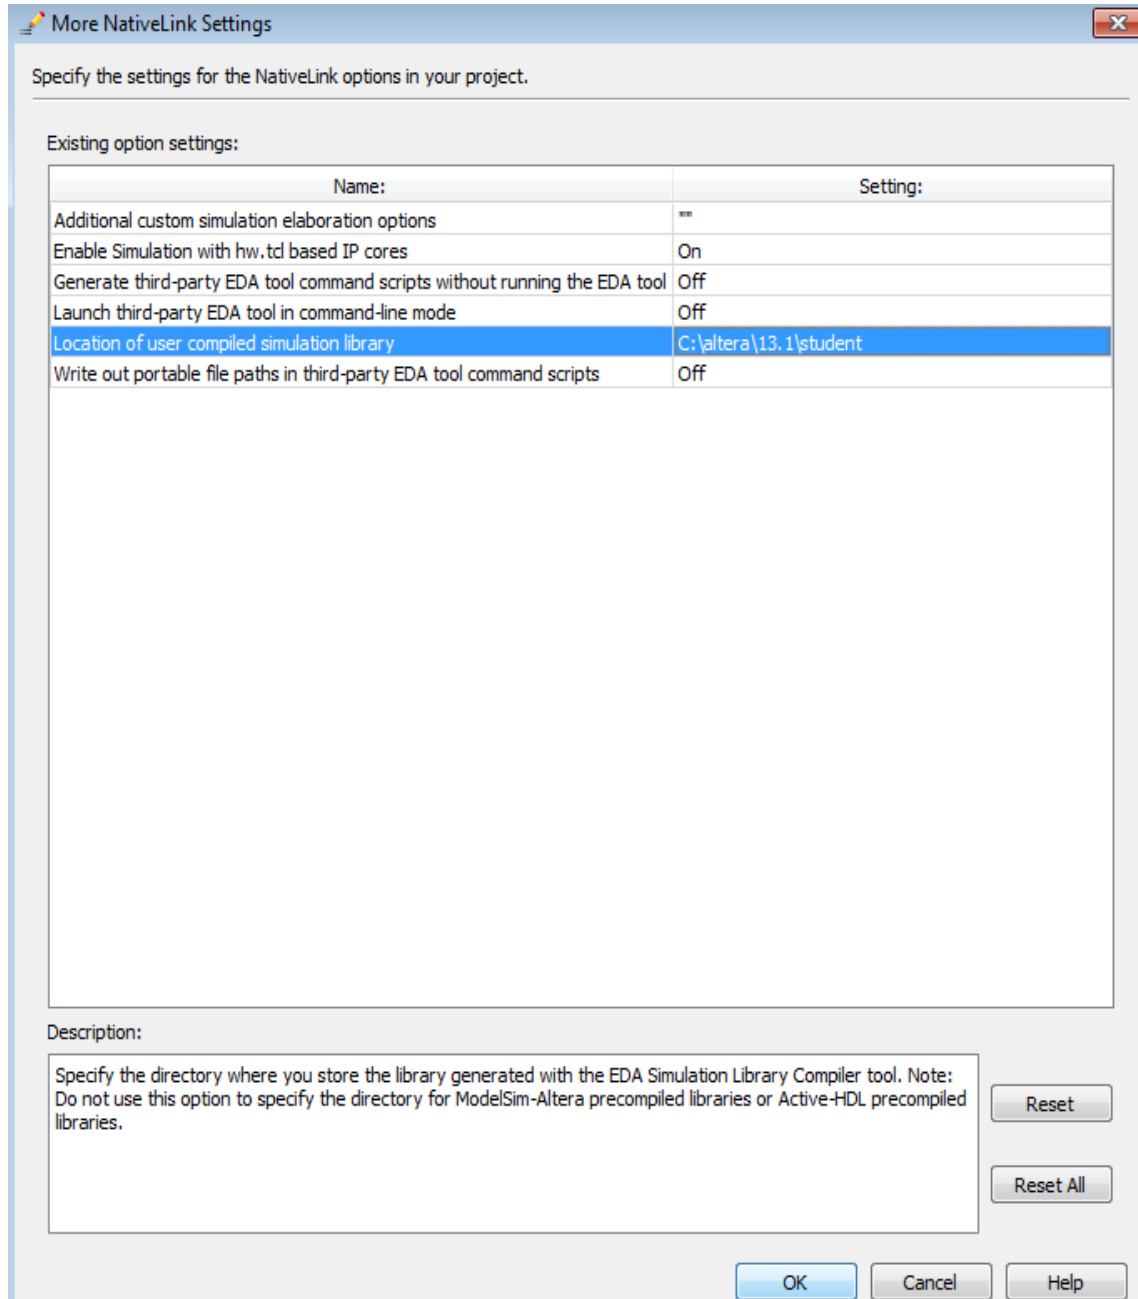 More NativeLink Settings
Specify the settings for the NativeLink options in your project.
Existing option settings:
Name: Setting:
Additional custom simulation elaboration options ""
Enable Simulation with hw.tcl based IP cores On
Generate third-party EDA tool command scripts without running the EDA tool Off
Launch third-party EDA tool in command-line mode Off
Location of user compiled simulation library C:\altera\13.1\student
Write out portable file paths in third-party EDA tool command scripts Off
Description:
Specify the directory where you store the library generated with the EDA Simulation Library Compiler tool. Note:
Do not use this option to specify the directory for ModelSim-Altera precompiled libraries or Active-HDL precompiled
libraries.
Reset
Reset All
OK Cancel Help